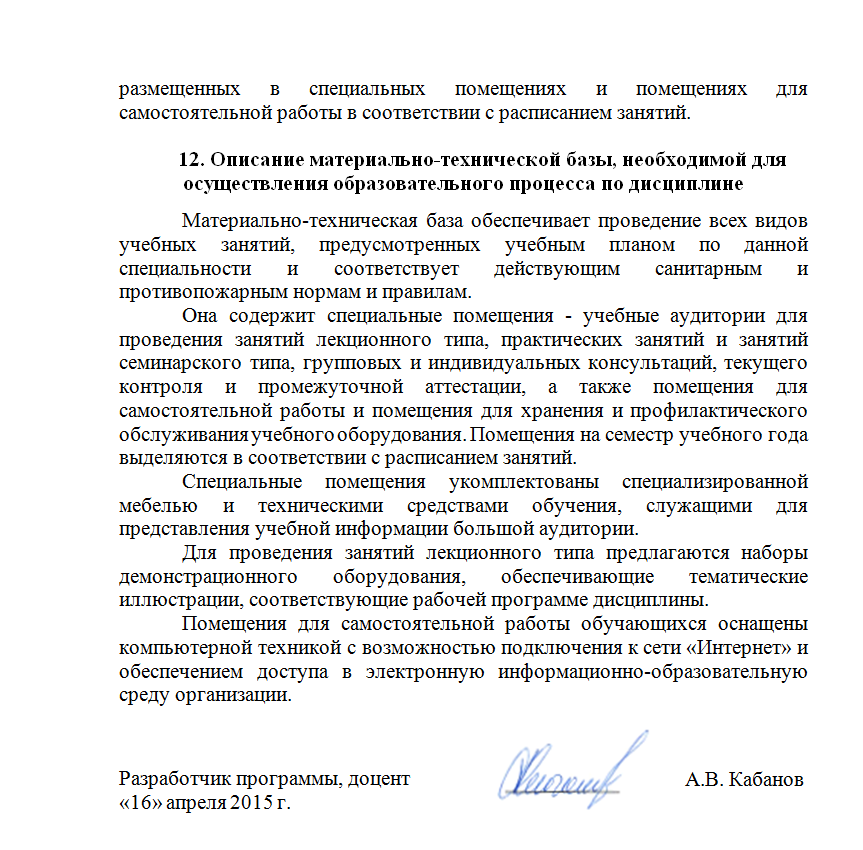 размещенных в специальных помещениях и помещениях для
самостоятельной работы в соответствии с расписанием занятий.
12. Описание материально-технической базы, необходимой для
осуществления образовательного процесса по дисциплине
Материально-техническая база обеспечивает проведение всех видов
учебных занятий, предусмотренных учебным планом по данной
специальности и соответствует действующим санитарным и
противопожарным нормам и правилам.
Она содержит специальные помещения - учебные аудитории для
проведения занятий лекционного типа, практических занятий и занятий
семинарского типа, групповых и индивидуальных консультаций, текущего
контроля и промежуточной аттестации, а также помещения для
самостоятельной работы и помещения для хранения и профилактического
обслуживания учебного оборудования. Помещения на семестр учебного года
выделяются в соответствии с расписанием занятий.
Специальные помещения укомплектованы специализированной
мебелью и техническими средствами обучения, служащими для
представления учебной информации большой аудитории.
Для проведения занятий лекционного типа предлагаются наборы
демонстрационного оборудования, обеспечивающие тематические
иллюстрации, соответствующие рабочей программе дисциплины.
Помещения для самостоятельной работы обучающихся оснащены
компьютерной техникой с возможностью подключения к сети «Интернет» и
обеспечением доступа в электронную информационно-образовательную
среду организации.
Разработчик программы, доцент А.В. Кабанов
«16» апреля 2015 г.